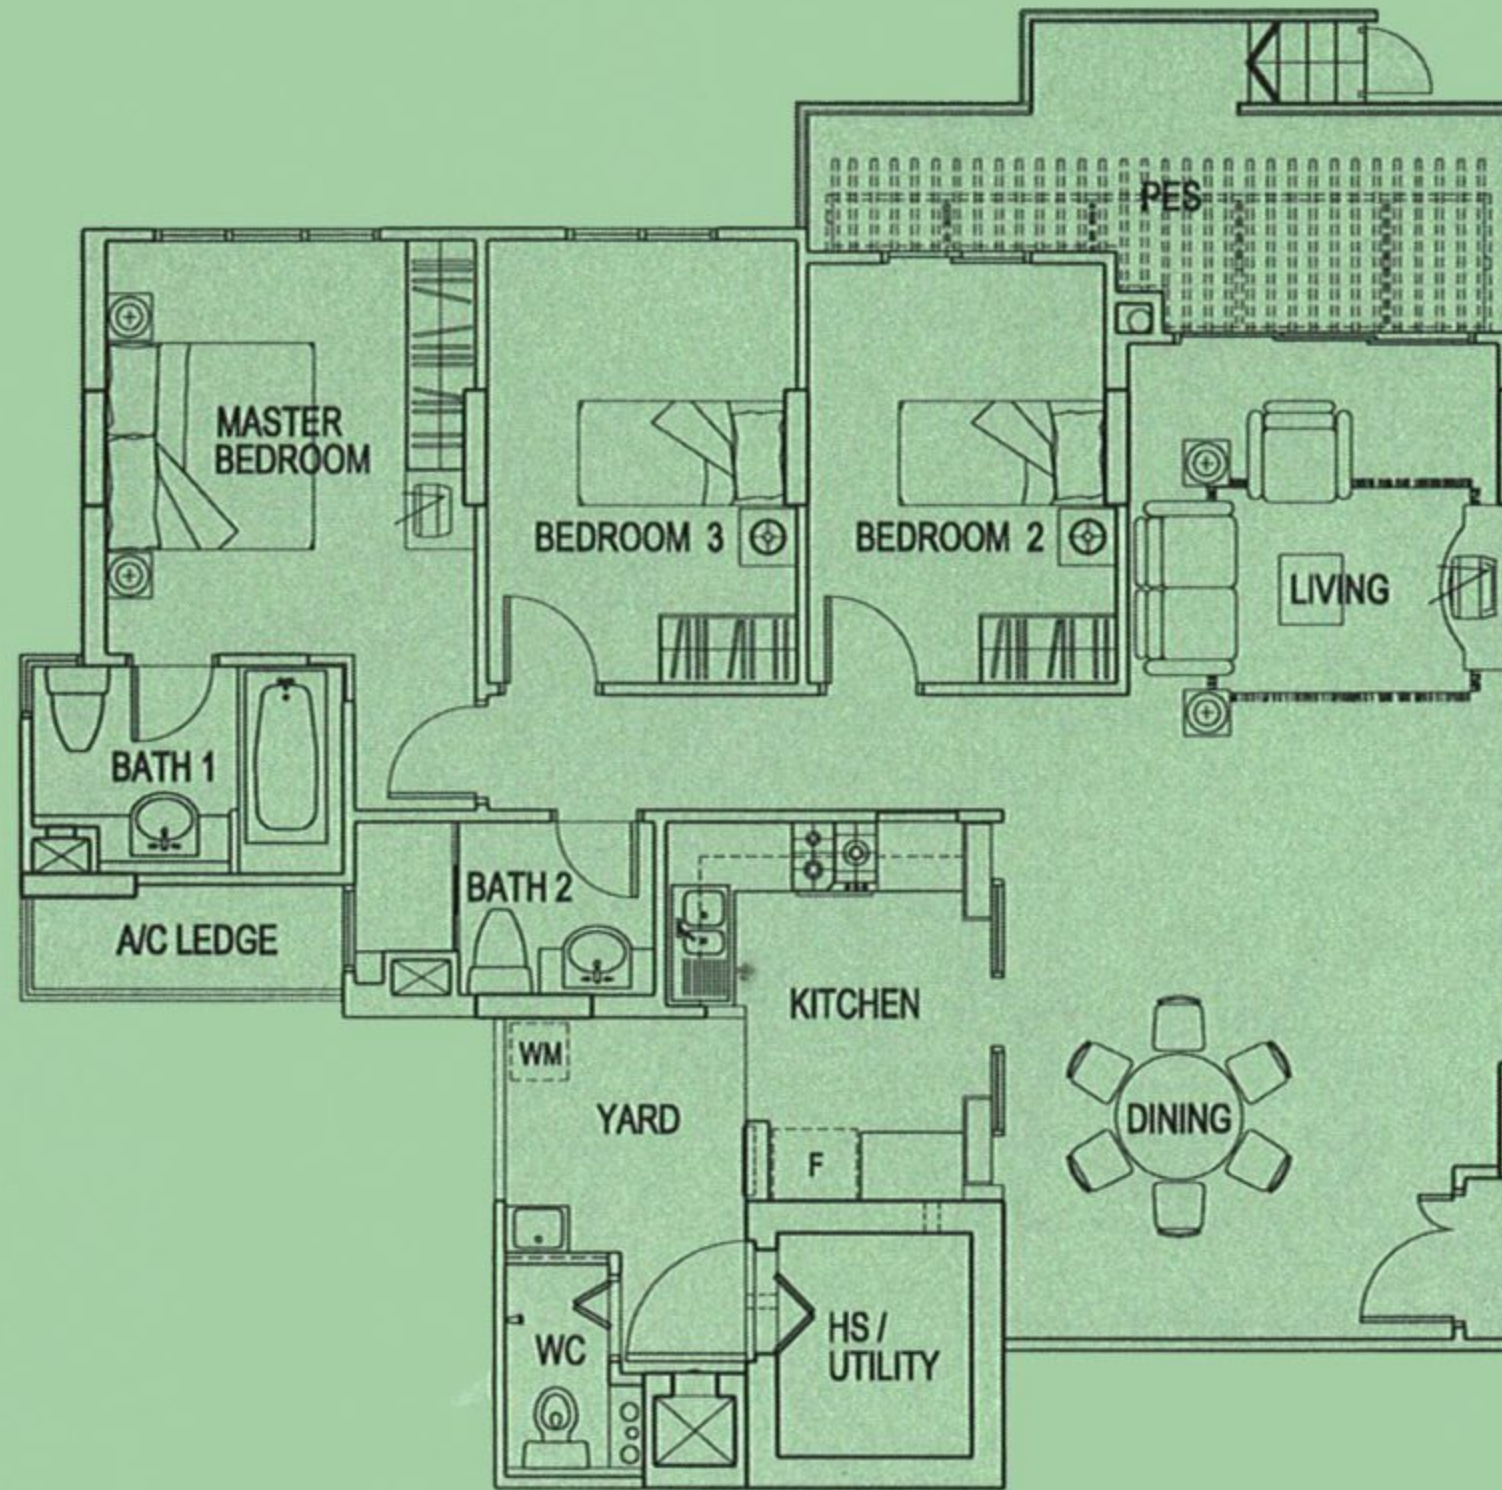 PES
MASTER
BEDROOM
BEDROOM 3
BEDROOM 2
LIVING
BATH 1
BATH 2
A/C LEDGE
KITCHEN
WM
YARD
DINING
F
WC
HS /
UTILITY